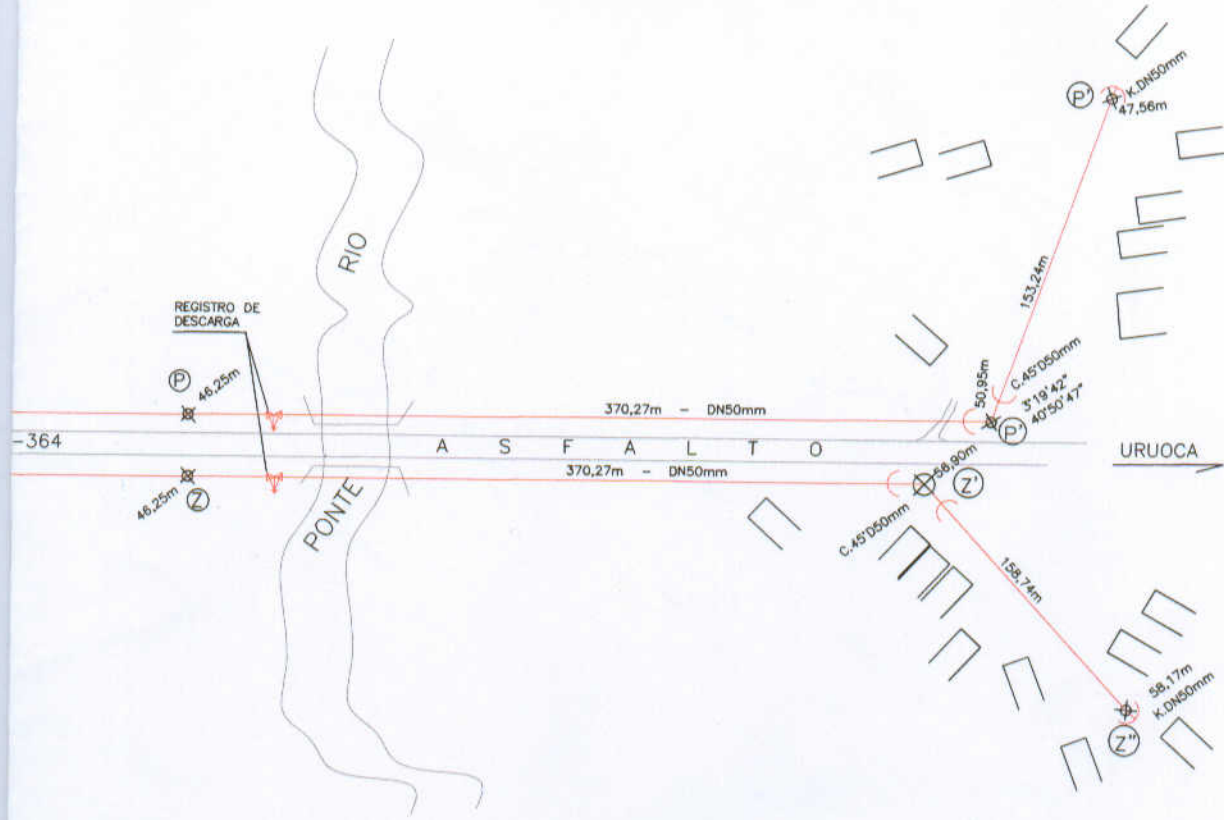 K.DN50mm
P'
47,56m
RIO
153,24m
REGISTRO DE
DESCARGA
P
46,25m
50,95m
C.45°D50mm
3°19'42"
40°50'47"
370,27m - DN50mm
P'
-364
ASFALTO
URUOCA
370,27m - DN50mm
Z
46,25m
PONTE
Z'
C.45°D50mm
158,74m
58,17m
K.DN50mm
Z"